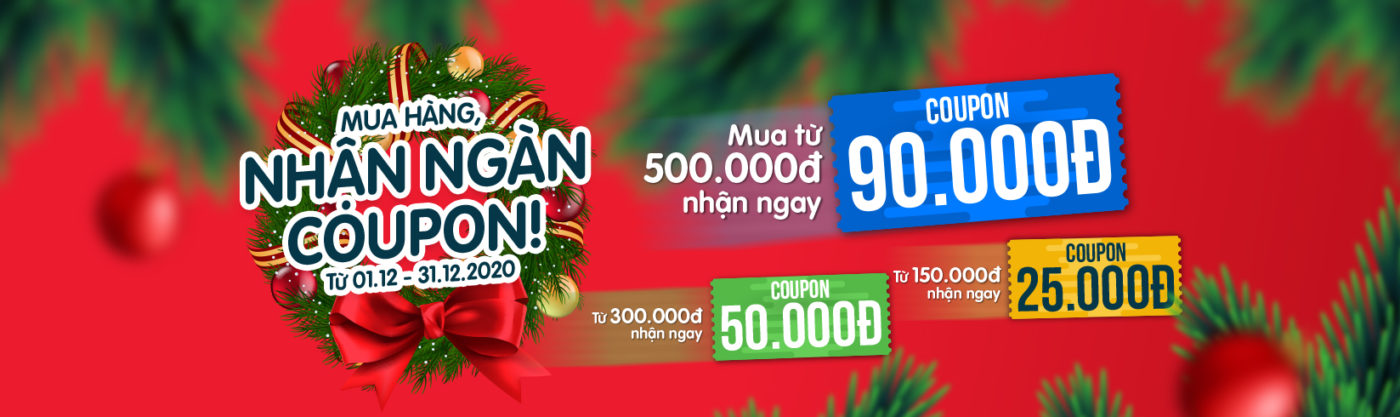 MUA HÀNG,
NHẬN NGÀN
COUPON!
Từ 01.12 - 31.12.2020
Mua từ
500.000đ
nhận ngay
COUPON
90.000Đ
Từ 300.000đ
nhận ngay
COUPON
50.000Đ
Từ 150.000đ
nhận ngay
COUPON
25.000Đ